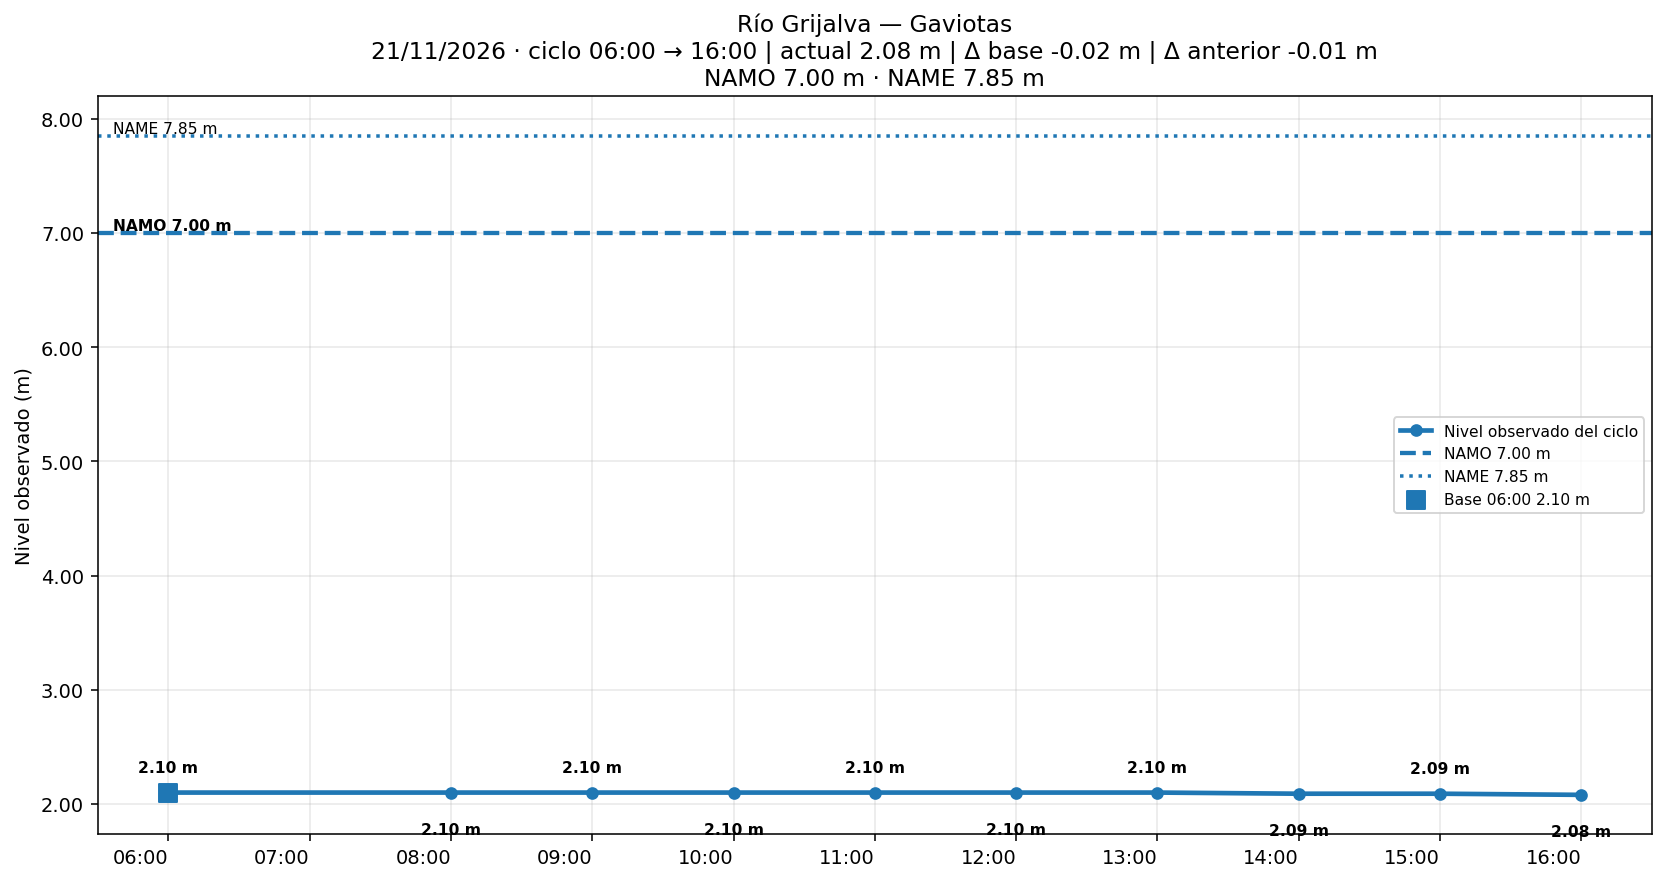 Río Grijalva — Gaviotas
21/11/2026 · ciclo 06:00 → 16:00 | actual 2.08 m | Δ base -0.02 m | Δ anterior -0.01 m
NAMO 7.00 m · NAME 7.85 m
Nivel observado (m)
8.00
7.00
6.00
5.00
4.00
3.00
2.00
NAME 7.85 m
NAMO 7.00 m
Nivel observado del ciclo
NAMO 7.00 m
NAME 7.85 m
Base 06:00 2.10 m
2.10 m
2.10 m
2.10 m
2.10 m
2.09 m
2.10 m
2.10 m
2.10 m
2.09 m
2.08 m
06:00
07:00
08:00
09:00
10:00
11:00
12:00
13:00
14:00
15:00
16:00